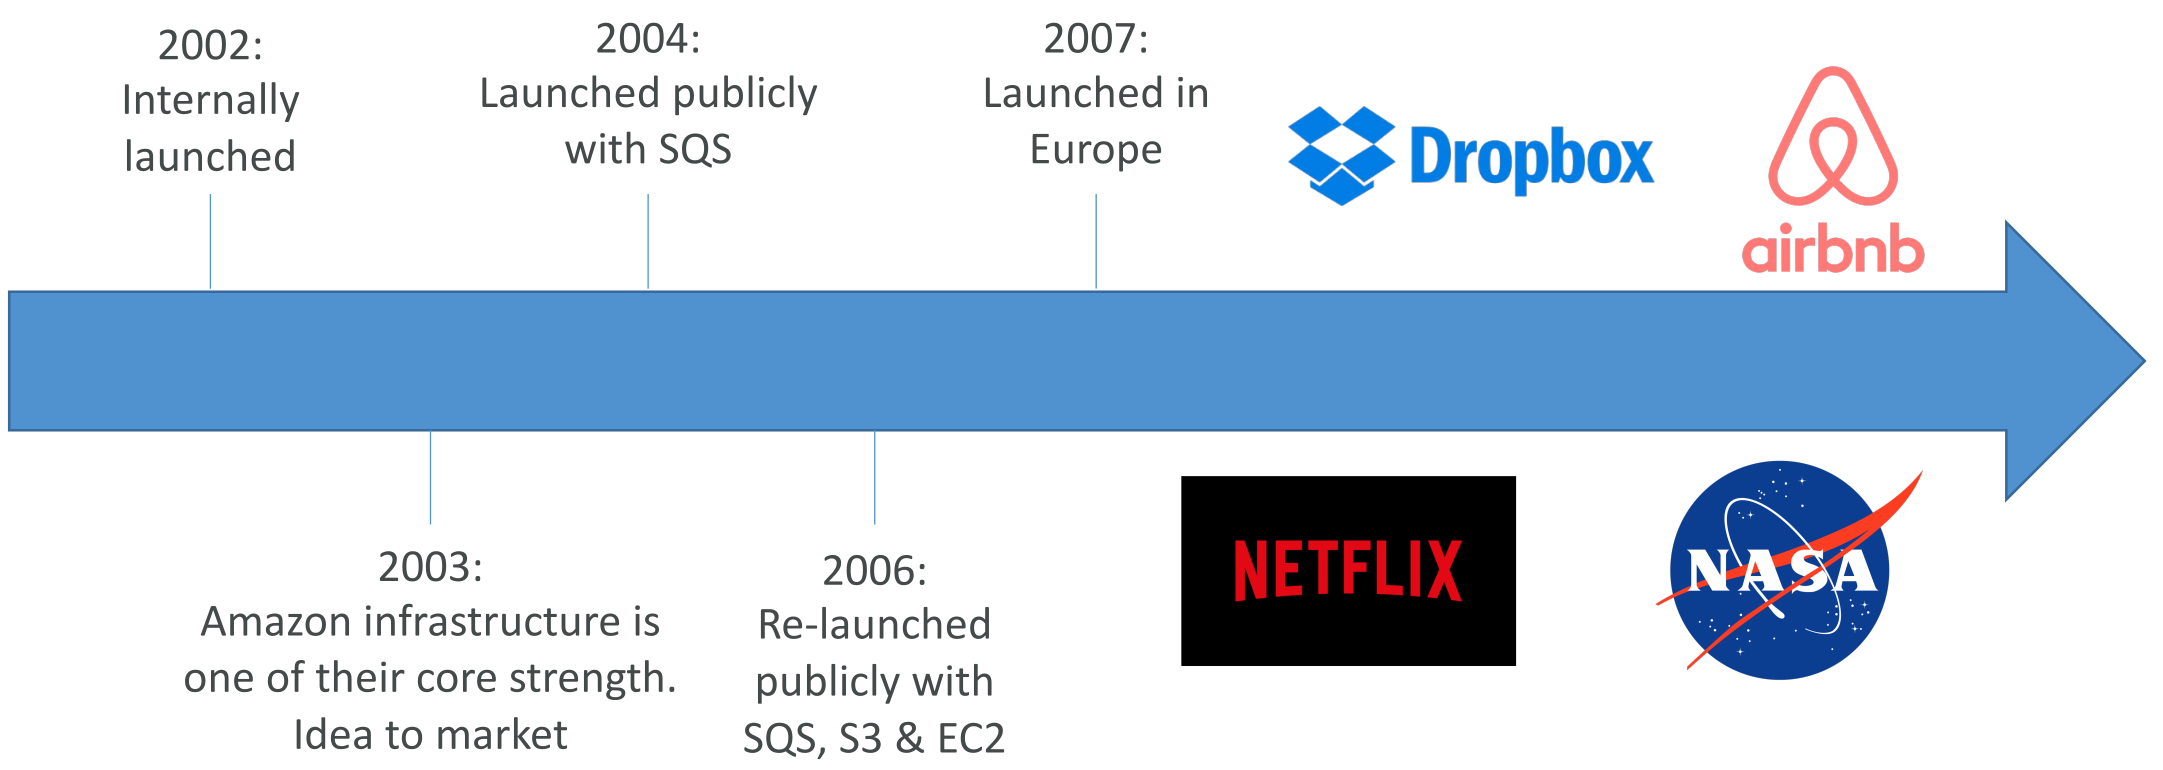 2002:
Internally
launched
2004:
Launched publicly
with SQS
2007:
Launched in
Europe
Dropbox
airbnb
2003:
Amazon infrastructure is
one of their core strength.
Idea to market
2006:
Re-launched
publicly with
SQS, S3 & EC2
NETFLIX
NASA